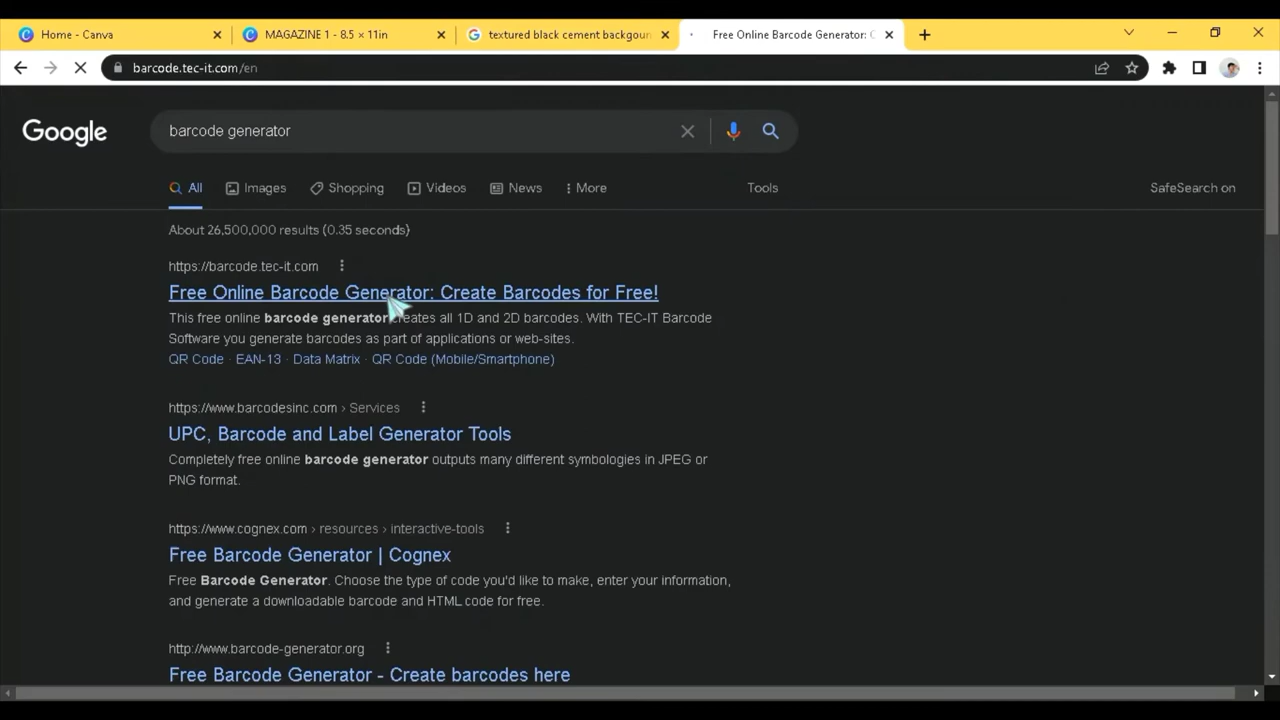 Home - Canva
MAGAZINE 1 - 8.5 × 11in
textured black cement backgoun
Free Online Barcode Generator: C
barcode.tec-it.com/en
Google
barcode generator
All
Images
Shopping
Videos
News
More
Tools
SafeSearch on
About 26,500,000 results (0.35 seconds)
https://barcode.tec-it.com
Free Online Barcode Generator: Create Barcodes for Free!
This free online barcode generator creates all 1D and 2D barcodes. With TEC-IT Barcode
Software you generate barcodes as part of applications or web-sites.
QR Code · EAN-13 · Data Matrix · QR Code (Mobile/Smartphone)
https://www.barcodesinc.com › Services
UPC, Barcode and Label Generator Tools
Completely free online barcode generator outputs many different symbologies in JPEG or
PNG format.
https://www.cognex.com › resources › interactive-tools
Free Barcode Generator | Cognex
Free Barcode Generator. Choose the type of code you'd like to make, enter your information,
and generate a downloadable barcode and HTML code for free.
http://www.barcode-generator.org
Free Barcode Generator - Create barcodes here